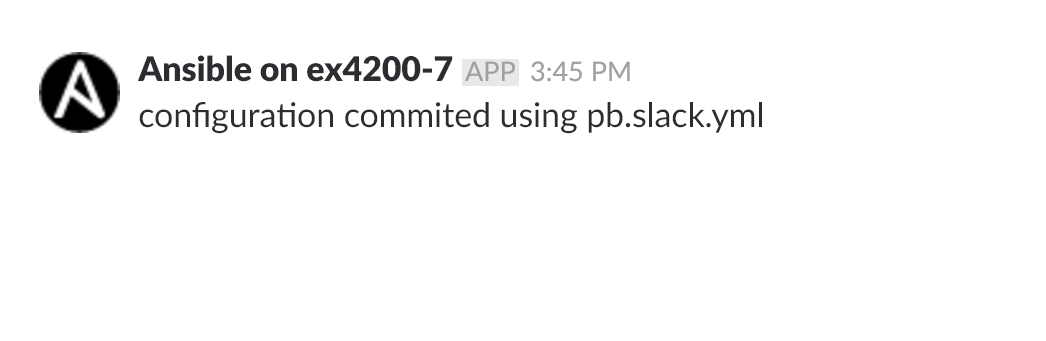 Ansible on ex4200-7 APP 3:45 PM
configuration commited using pb.slack.yml